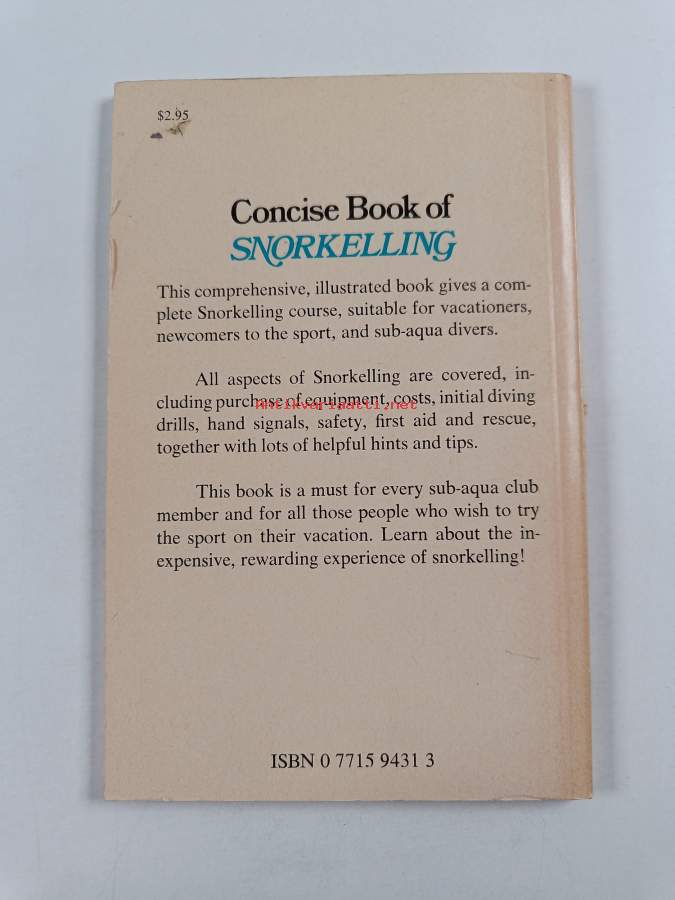 $2.95
Concise Book of
SNORKELLING
This comprehensive, illustrated book gives a com-
plete Snorkelling course, suitable for vacationers,
newcomers to the sport, and sub-aqua divers.
All aspects of Snorkelling are covered, in-
cluding purchase of equipment, costs, initial diving
Antikvariaatti.net
drills, hand signals, safety, first aid and rescue,
together with lots of helpful hints and tips.
This book is a must for every sub-aqua club
member and for all those people who wish to try
the sport on their vacation. Learn about the in-
expensive, rewarding experience of snorkelling!
ISBN 0 7715 9431 3